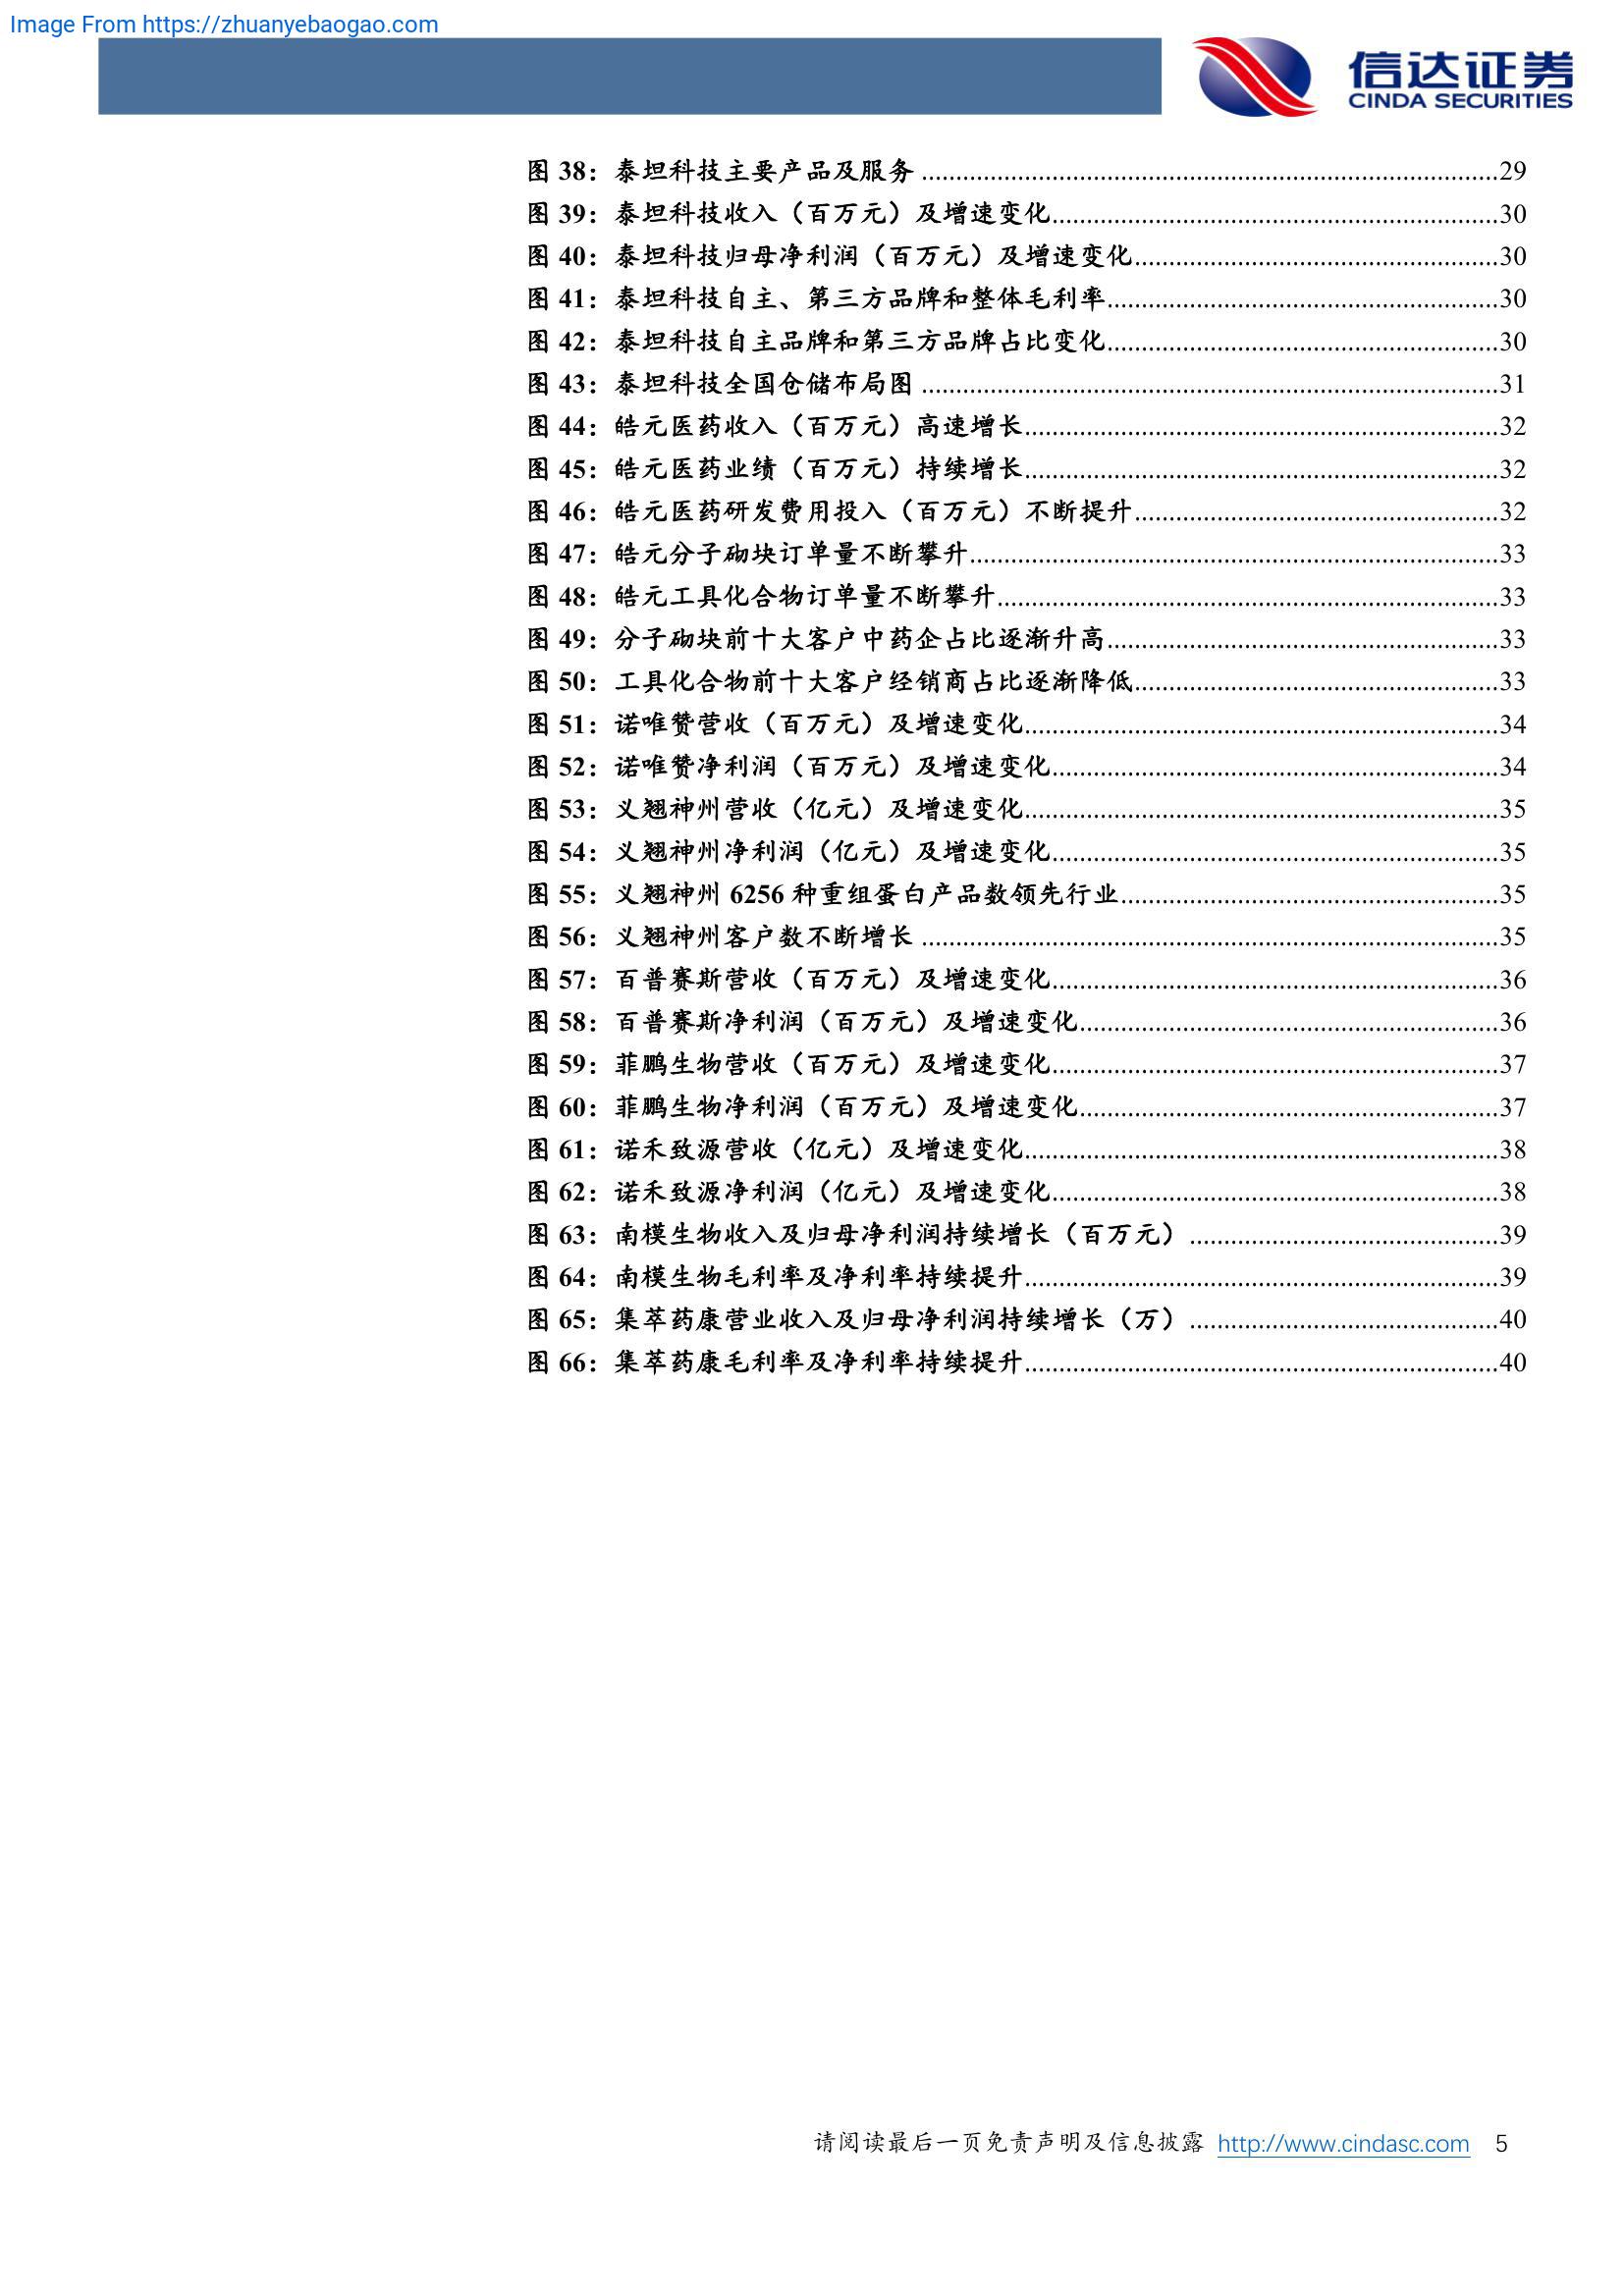 Image From https://zhuanyebaogao.com
信达证券
CINDA SECURITIES
图 38：泰坦科技主要产品及服务 ....................29
图 39：泰坦科技收入（百万元）及增速变化....................30
图 40：泰坦科技归母净利润（百万元）及增速变化....................30
图 41：泰坦科技自主、第三方品牌和整体毛利率....................30
图 42：泰坦科技自主品牌和第三方品牌占比变化....................30
图 43：泰坦科技全国仓储布局图 ....................31
图 44：皓元医药收入（百万元）高速增长....................32
图 45：皓元医药业绩（百万元）持续增长....................32
图 46：皓元医药研发费用投入（百万元）不断提升....................32
图 47：皓元分子砌块订单量不断攀升....................33
图 48：皓元工具化合物订单量不断攀升....................33
图 49：分子砌块前十大客户中药企占比逐渐升高....................33
图 50：工具化合物前十大客户经销商占比逐渐降低....................33
图 51：诺唯赞营收（百万元）及增速变化....................34
图 52：诺唯赞净利润（百万元）及增速变化....................34
图 53：义翘神州营收（亿元）及增速变化....................35
图 54：义翘神州净利润（亿元）及增速变化....................35
图 55：义翘神州 6256 种重组蛋白产品数领先行业....................35
图 56：义翘神州客户数不断增长 ....................35
图 57：百普赛斯营收（百万元）及增速变化....................36
图 58：百普赛斯净利润（百万元）及增速变化....................36
图 59：菲鹏生物营收（百万元）及增速变化....................37
图 60：菲鹏生物净利润（百万元）及增速变化....................37
图 61：诺禾致源营收（亿元）及增速变化....................38
图 62：诺禾致源净利润（亿元）及增速变化....................38
图 63：南模生物收入及归母净利润持续增长（百万元）....................39
图 64：南模生物毛利率及净利率持续提升....................39
图 65：集萃药康营业收入及归母净利润持续增长（万）....................40
图 66：集萃药康毛利率及净利率持续提升....................40
请阅读最后一页免责声明及信息披露 http://www.cindasc.com 5